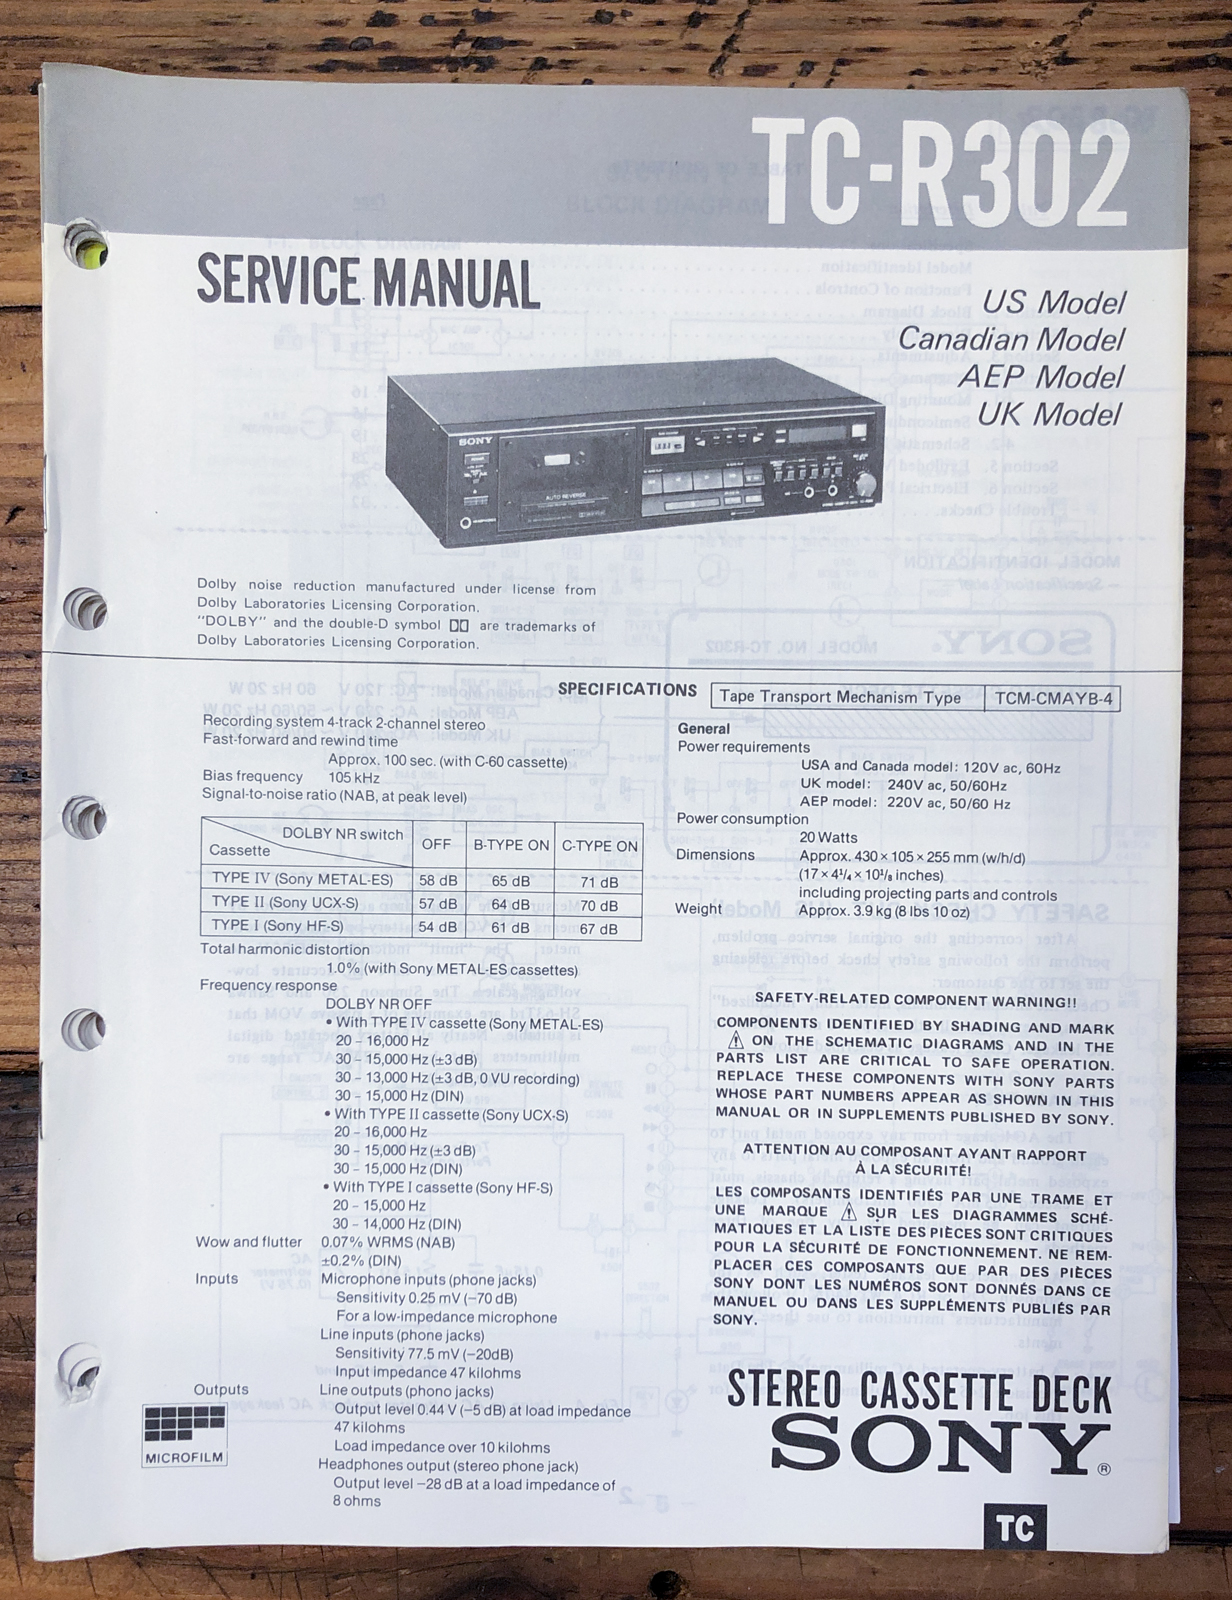 TC-R302
SERVICE MANUAL
US Model
Canadian Model
AEP Model
UK Model
SONY
AUTO REVERSE
Dolby noise reduction manufactured under license from
Dolby Laboratories Licensing Corporation.
"DOLBY" and the double-D symbol are trademarks of
Dolby Laboratories Licensing Corporation.
SPECIFICATIONS
Tape Transport Mechanism Type TCM-CMAYB-4
Recording system 4-track 2-channel stereo
Fast-forward and rewind time
Approx. 100 sec. (with C-60 cassette)
Bias frequency 105 kHz
Signal-to-noise ratio (NAB, at peak level)
DOLBY NR switch
Cassette
OFF B-TYPE ON C-TYPE ON
TYPE IV (Sony METAL-ES) 58 dB 65 dB 71 dB
TYPE II (Sony UCX-S) 57 dB 64 dB 70 dB
TYPE I (Sony HF-S) 54 dB 61 dB 67 dB
Total harmonic distortion
1.0% (with Sony METAL-ES cassettes)
Frequency response
DOLBY NR OFF
• With TYPE IV cassette (Sony METAL-ES)
20 – 16,000 Hz
30 – 15,000 Hz (±3 dB)
30 – 13,000 Hz (±3 dB, 0 VU recording)
30 – 15,000 Hz (DIN)
• With TYPE II cassette (Sony UCX-S)
20 – 16,000 Hz
30 – 15,000 Hz (±3 dB)
30 – 15,000 Hz (DIN)
• With TYPE I cassette (Sony HF-S)
20 – 15,000 Hz
30 – 14,000 Hz (DIN)
Wow and flutter 0.07% WRMS (NAB)
±0.2% (DIN)
Inputs Microphone inputs (phone jacks)
Sensitivity 0.25 mV (–70 dB)
For a low-impedance microphone
Line inputs (phone jacks)
Sensitivity 77.5 mV (–20dB)
Input impedance 47 kilohms
Outputs Line outputs (phono jacks)
Output level 0.44 V (–5 dB) at load impedance
47 kilohms
Load impedance over 10 kilohms
Headphones output (stereo phone jack)
Output level –28 dB at a load impedance of
8 ohms
MICROFILM
General
Power requirements
USA and Canada model: 120V ac, 60Hz
UK model: 240V ac, 50/60Hz
AEP model: 220V ac, 50/60 Hz
Power consumption
20 Watts
Dimensions Approx. 430 × 105 × 255 mm (w/h/d)
(17 × 4¹/₄ × 10¹/₈ inches)
including projecting parts and controls
Weight Approx. 3.9 kg (8 lbs 10 oz)
SAFETY-RELATED COMPONENT WARNING!!
COMPONENTS IDENTIFIED BY SHADING AND MARK
⚠ ON THE SCHEMATIC DIAGRAMS AND IN THE
PARTS LIST ARE CRITICAL TO SAFE OPERATION.
REPLACE THESE COMPONENTS WITH SONY PARTS
WHOSE PART NUMBERS APPEAR AS SHOWN IN THIS
MANUAL OR IN SUPPLEMENTS PUBLISHED BY SONY.
ATTENTION AU COMPOSANT AYANT RAPPORT
À LA SÉCURITÉ!
LES COMPOSANTS IDENTIFIÉS PAR UNE TRAME ET
UNE MARQUE ⚠ SUR LES DIAGRAMMES SCHÉ-
MATIQUES ET LA LISTE DES PIÈCES SONT CRITIQUES
POUR LA SÉCURITÉ DE FONCTIONNEMENT. NE REM-
PLACER CES COMPOSANTS QUE PAR DES PIÈCES
SONY DONT LES NUMÉROS SONT DONNÉS DANS CE
MANUEL OU DANS LES SUPPLÉMENTS PUBLIÉS PAR
SONY.
STEREO CASSETTE DECK
SONY®
TC